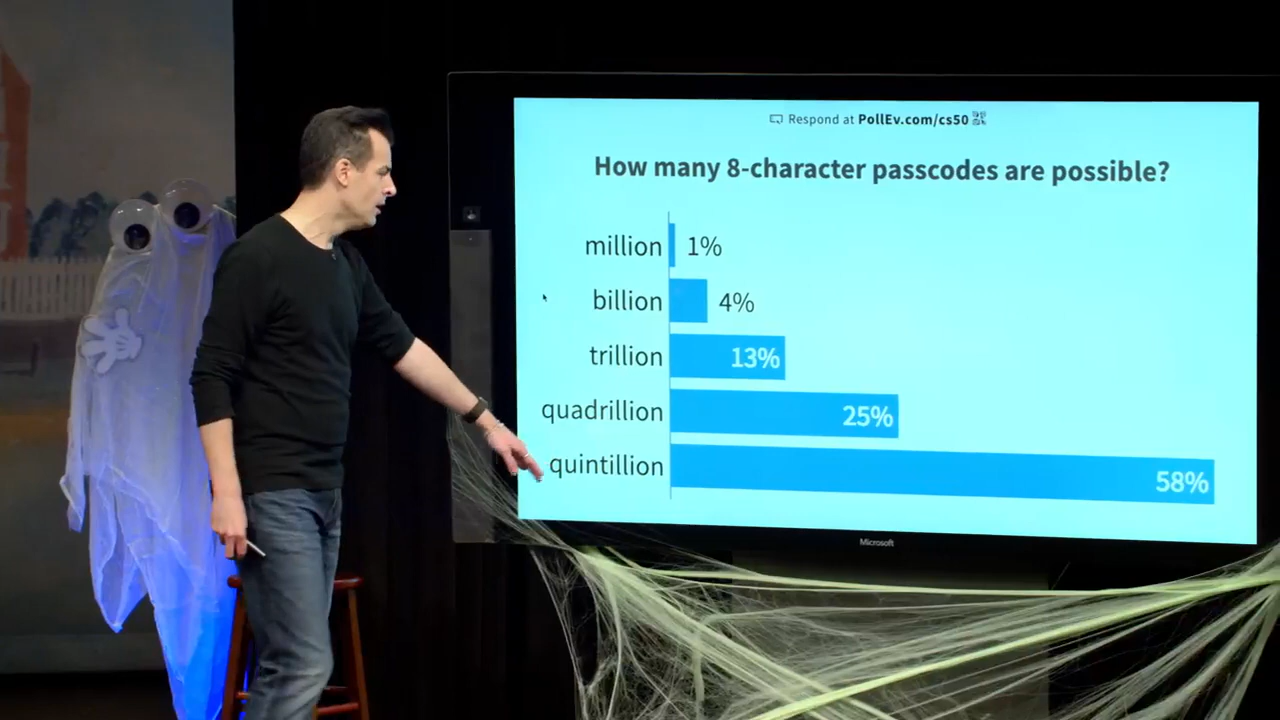 Respond at PollEv.com/cs50
How many 8-character passcodes are possible?
million 1%
billion 4%
trillion 13%
quadrillion 25%
quintillion 58%
Microsoft